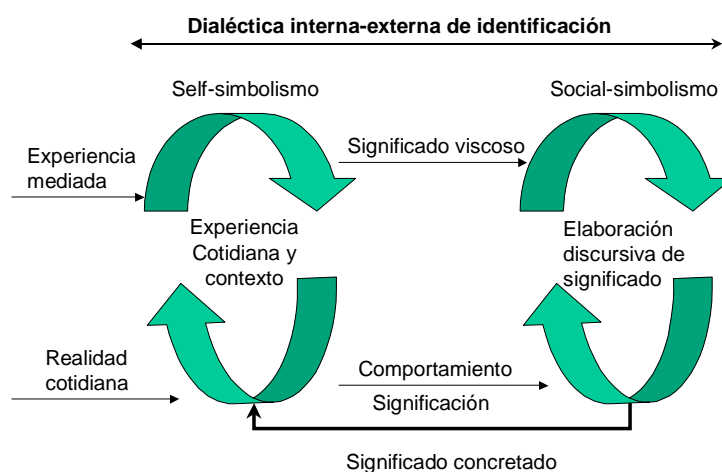 Dialéctica interna-externa de identificación
Self-simbolismo
Social-simbolismo
Experiencia
mediada
Significado viscoso
Experiencia
Cotidiana y
contexto
Elaboración
discursiva de
significado
Realidad
cotidiana
Comportamiento
Significación
Significado concretado